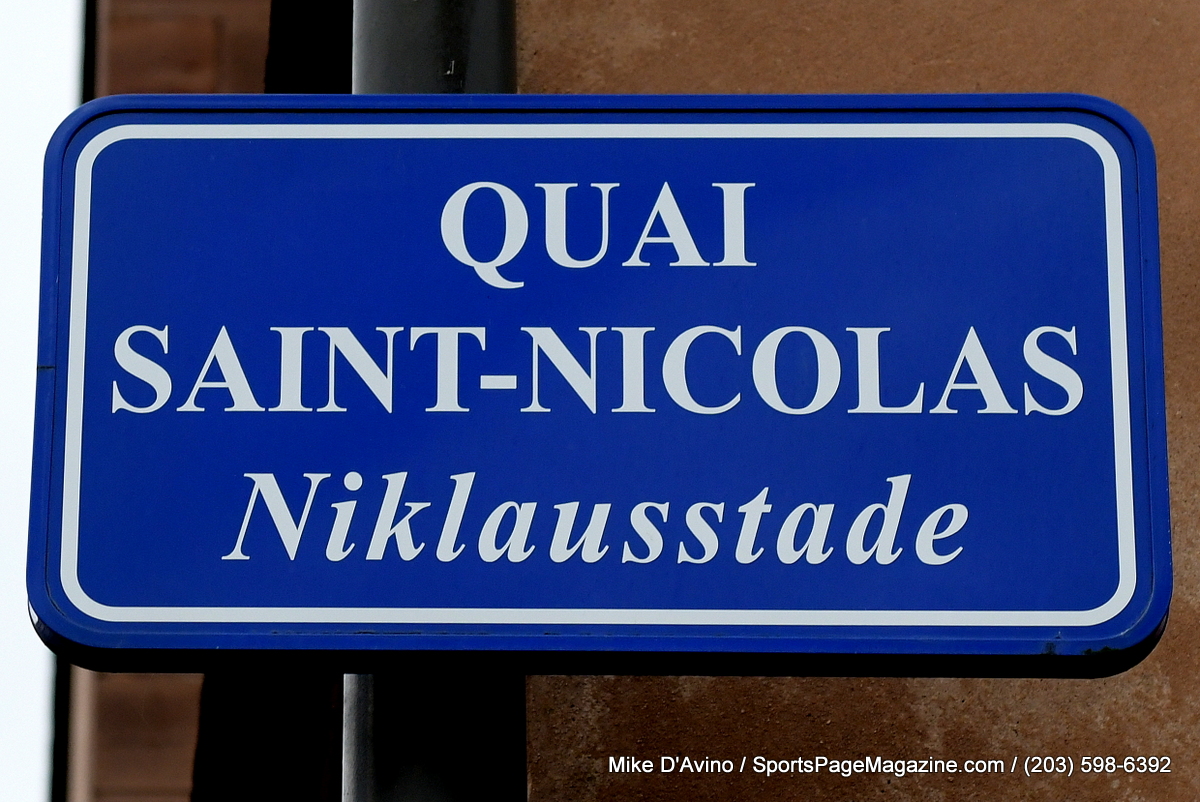 QUAI
SAINT-NICOLAS
Niklausstade
Mike D'Avino / SportsPageMagazine.com / (203) 598-6392